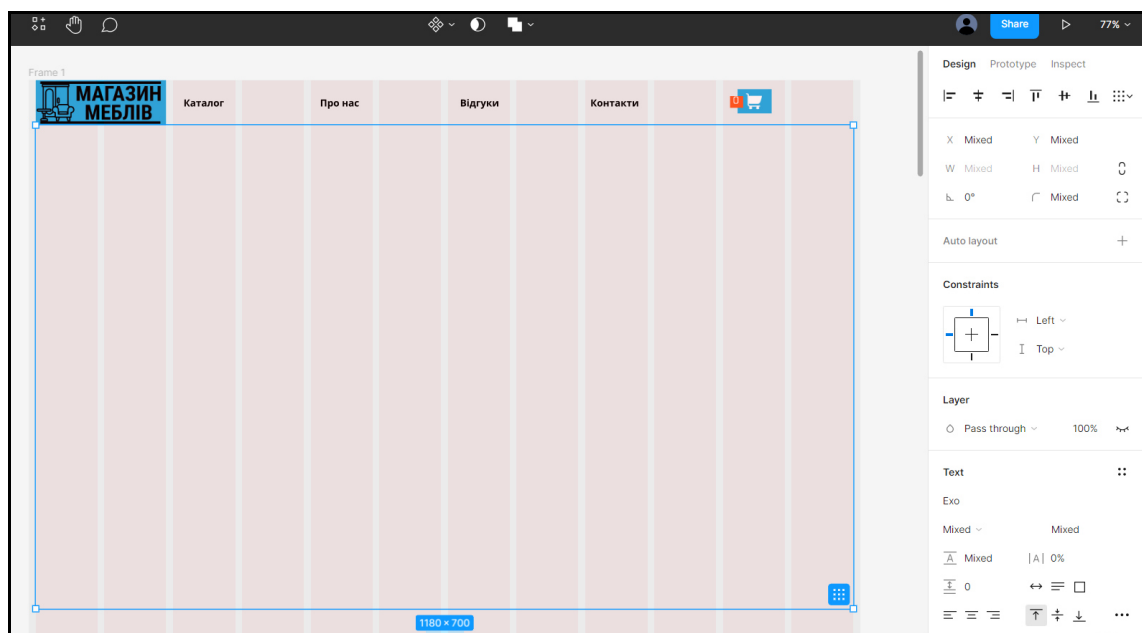 Share
77%
Design Prototype Inspect
Frame 1
МАГАЗИН
МЕБЛІВ
Каталог
Про нас
Відгуки
Контакти
0
X Mixed
Y Mixed
W Mixed
H Mixed
0°
Mixed
Auto layout
Constraints
Left
Top
Layer
Pass through
100%
Text
Exo
Mixed
Mixed
A Mixed
|A| 0%
0
1180 × 700